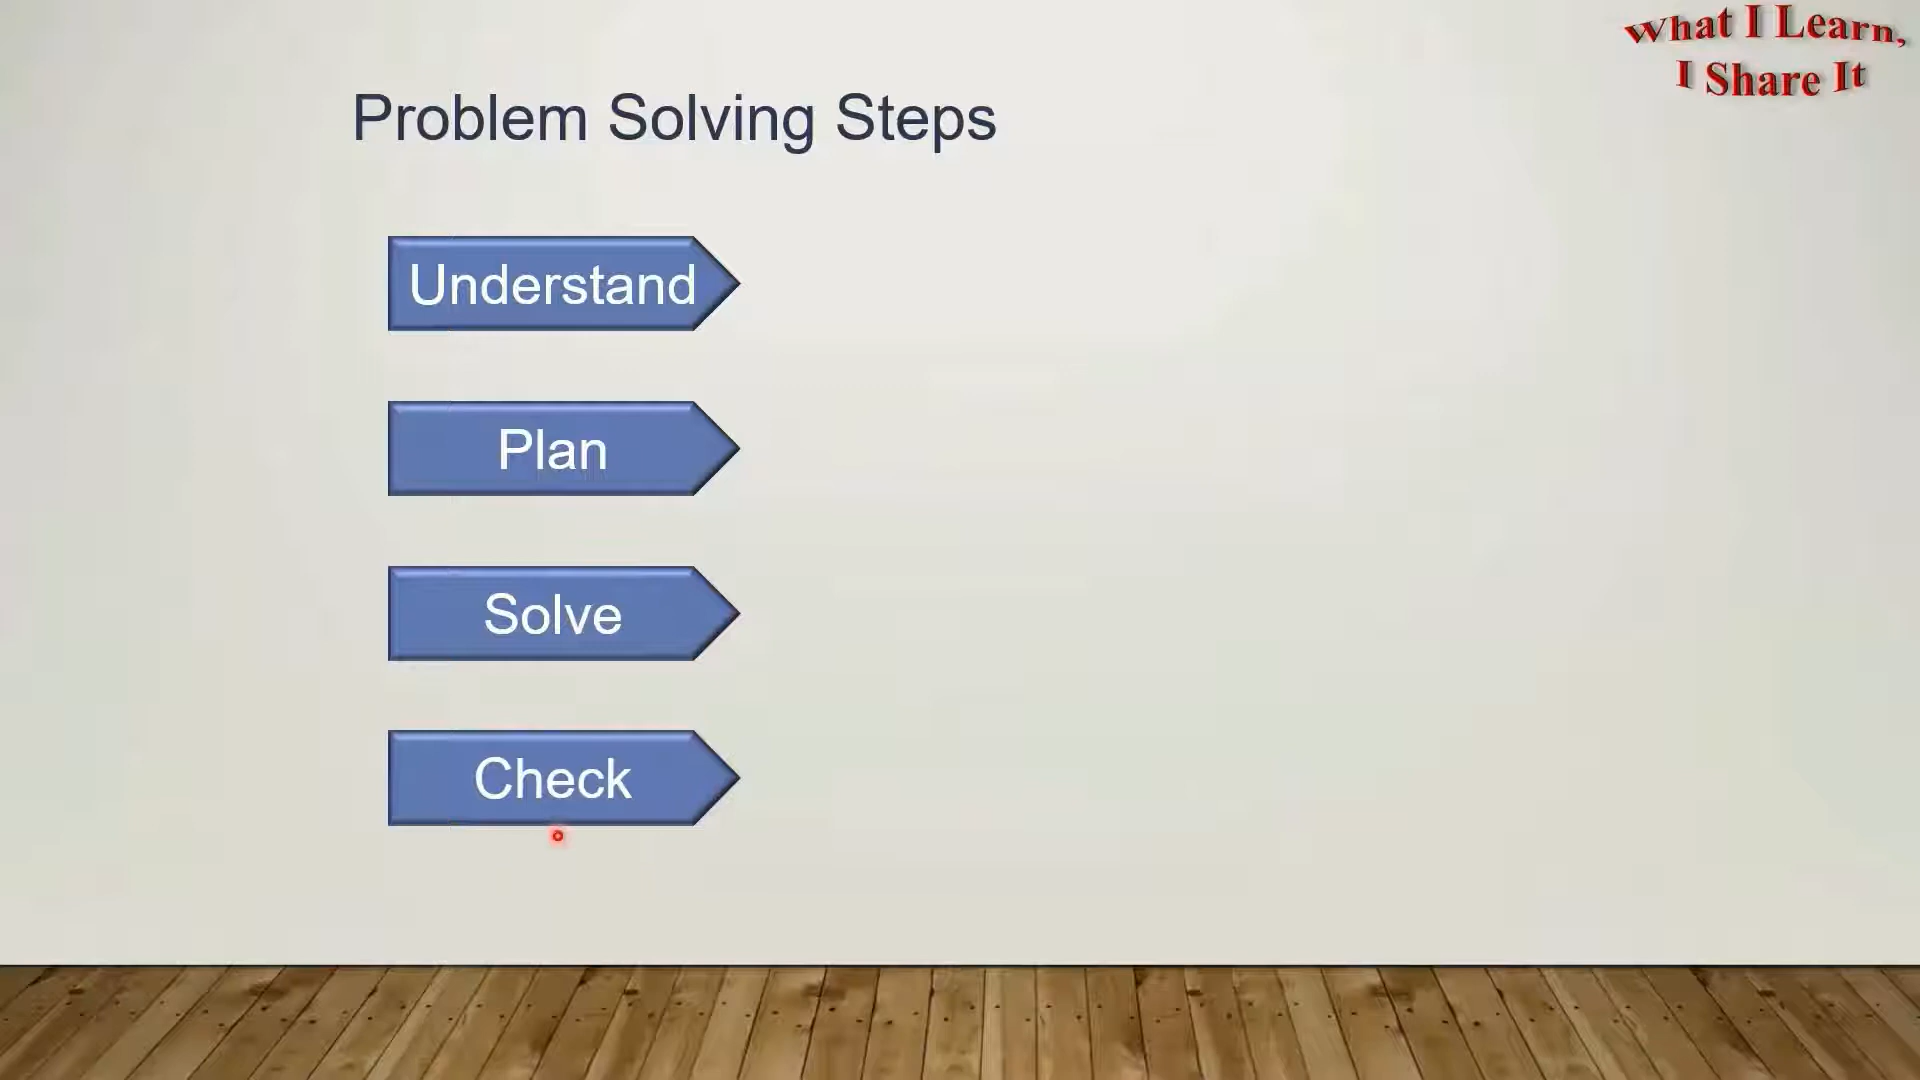 What I Learn,
I Share It
Problem Solving Steps
Understand
Plan
Solve
Check